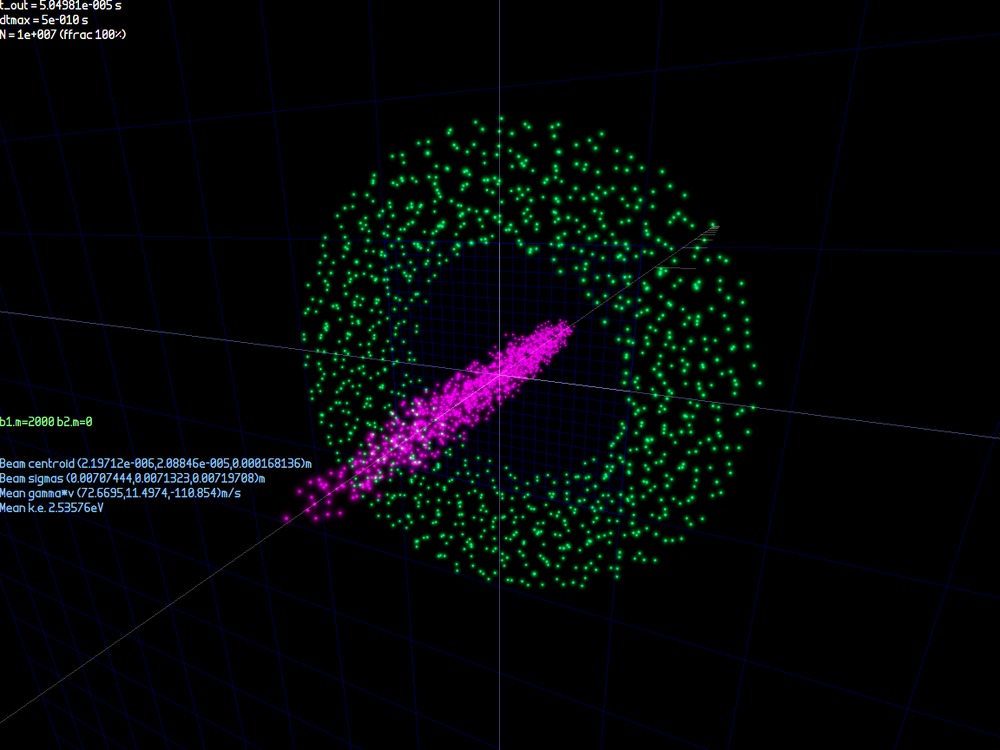 t_out = 5.04981e-005 s
dtmax = 5e-010 s
N = 1e+007 (ffrac 100%)
b1.m=2000 b2.m=0
Beam centroid (2.19712e-006,2.08846e-005,0.000168136)m
Beam sigmas (0.00707444,0.0071323,0.00719708)m
Mean gamma*v (72.6695,11.4974,-110.854)m/s
Mean k.e. 2.53576eV